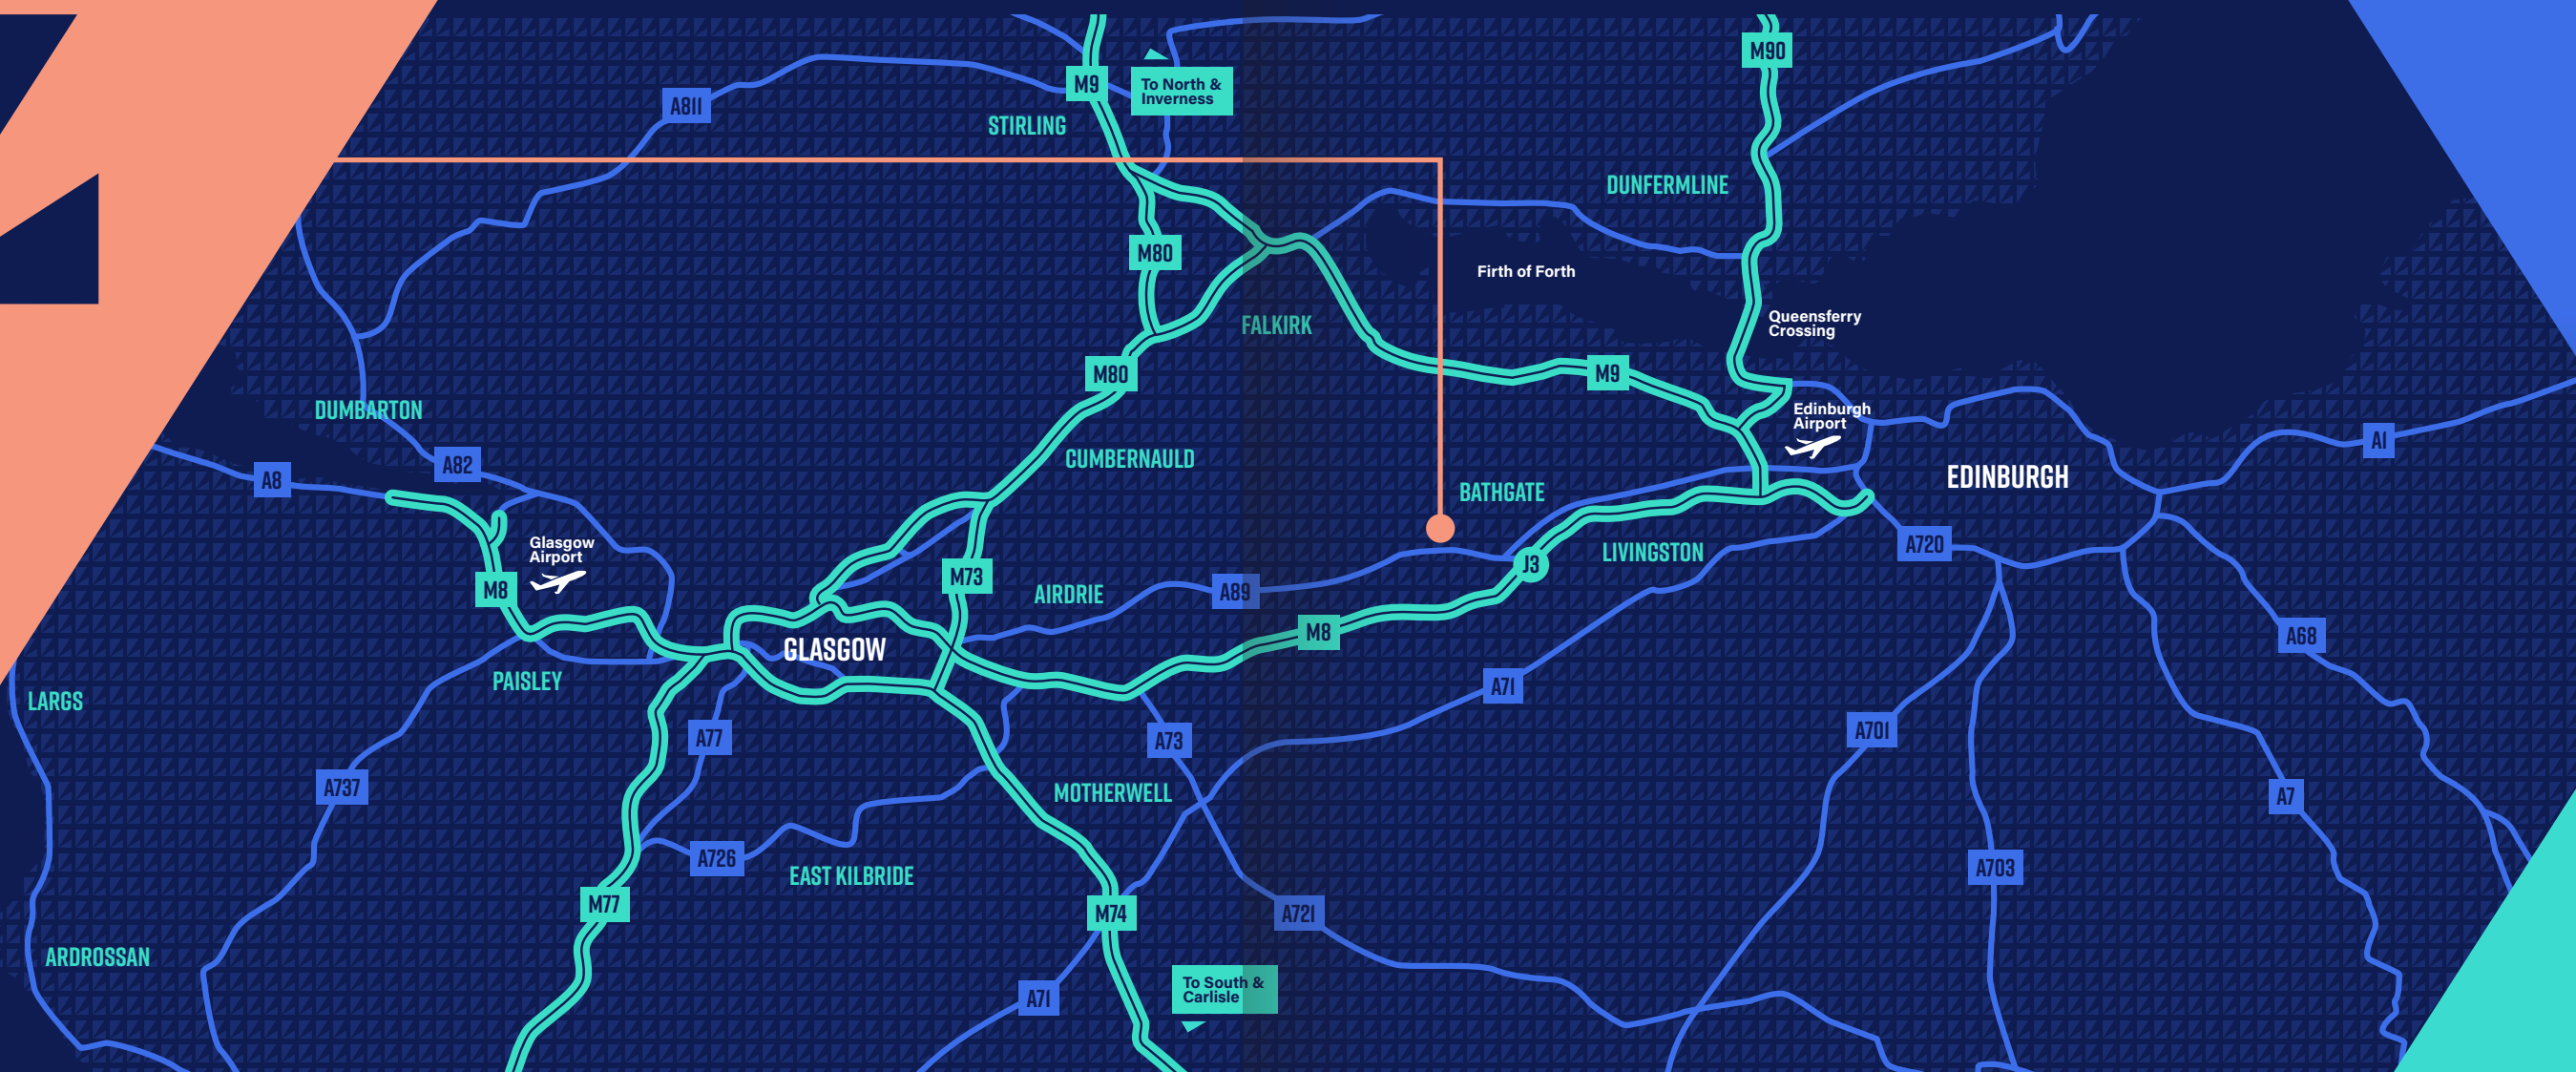 M90
M9
To North &
Inverness
A811
STIRLING
DUNFERMLINE
M80
Firth of Forth
FALKIRK
Queensferry
Crossing
M80
M9
DUMBARTON
Edinburgh
Airport
A1
CUMBERNAULD
A82
A8
EDINBURGH
BATHGATE
Glasgow
Airport
A720
LIVINGSTON
J3
M73
M8
AIRDRIE
A89
M8
A68
GLASGOW
PAISLEY
A71
LARGS
A77
A73
A701
A737
MOTHERWELL
A7
A726
EAST KILBRIDE
A703
M77
M74
A721
ARDROSSAN
To South &
Carlisle
A71